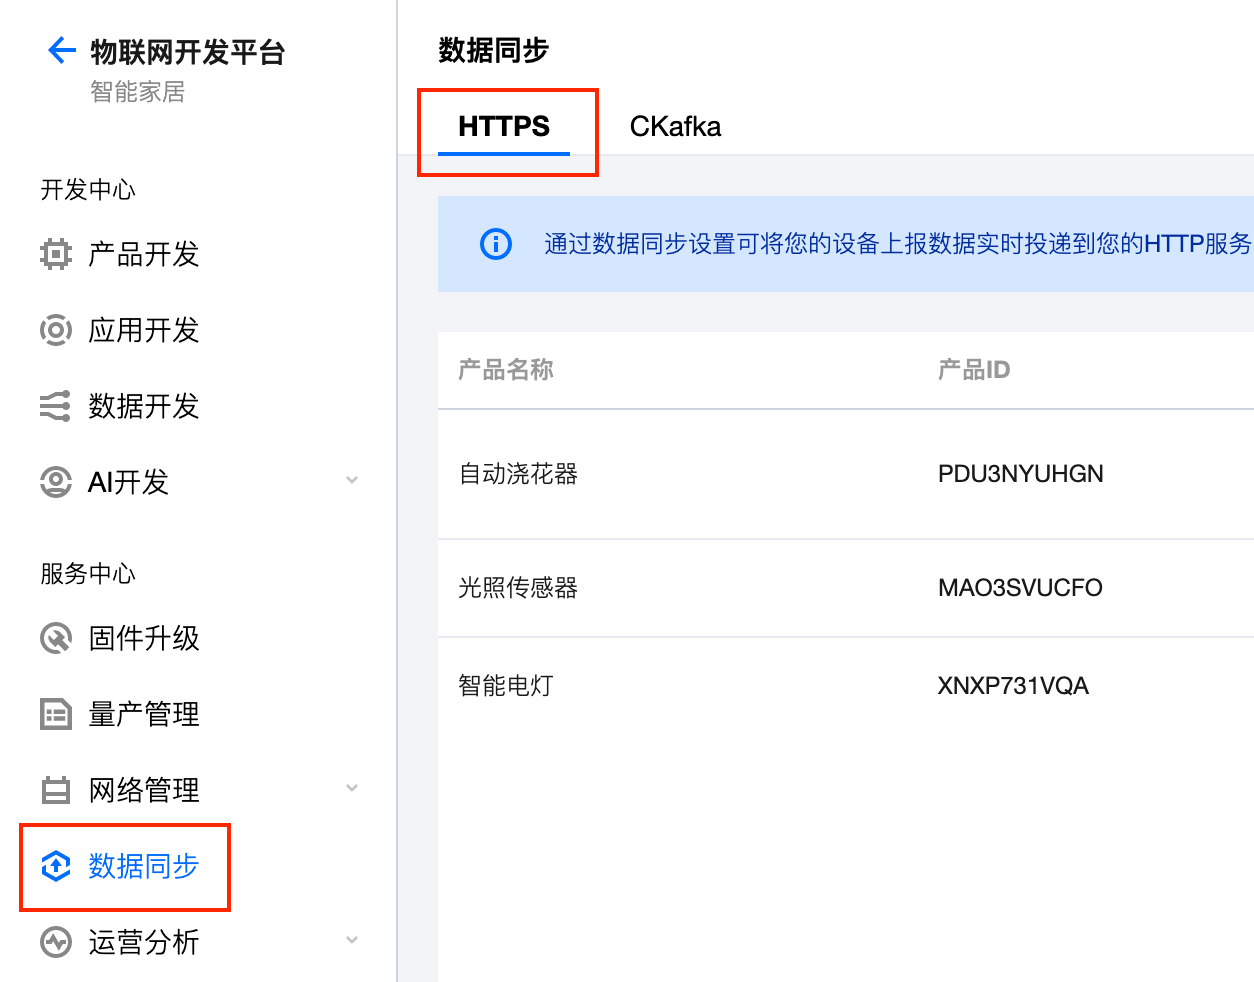 物联网开发平台
智能家居
开发中心
产品开发
应用开发
数据开发
AI开发
服务中心
固件升级
量产管理
网络管理
数据同步
运营分析
数据同步
HTTPS CKafka
通过数据同步设置可将您的设备上报数据实时投递到您的HTTP服务
产品名称 产品ID
自动浇花器 PDU3NYUHGN
光照传感器 MAO3SVUCFO
智能电灯 XNXP731VQA